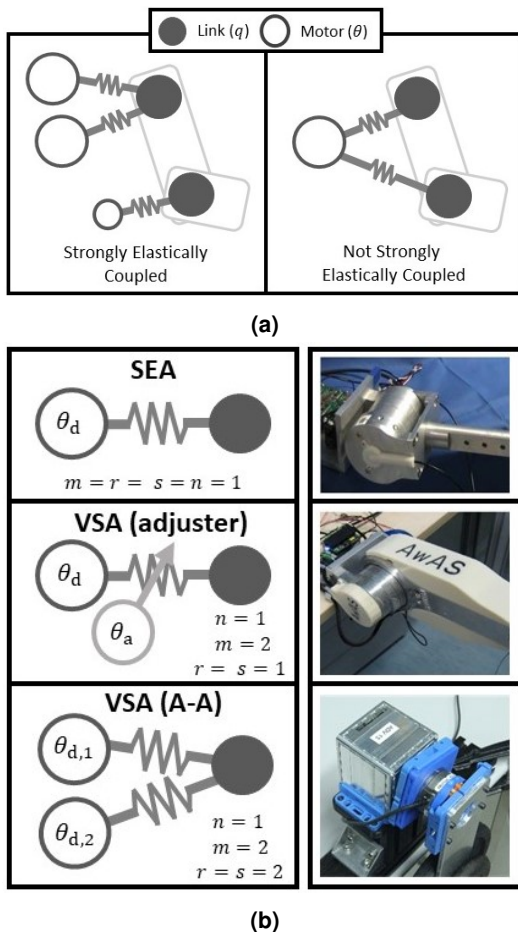 Link (q) Motor (θ)
Strongly Elastically
Coupled
Not Strongly
Elastically Coupled
(a)
SEA
θd
m = r = s = n = 1
VSA (adjuster)
θd
θa
n = 1
m = 2
r = s = 1
AwAS
VSA (A-A)
θd,1
θd,2
n = 1
m = 2
r = s = 2
(b)